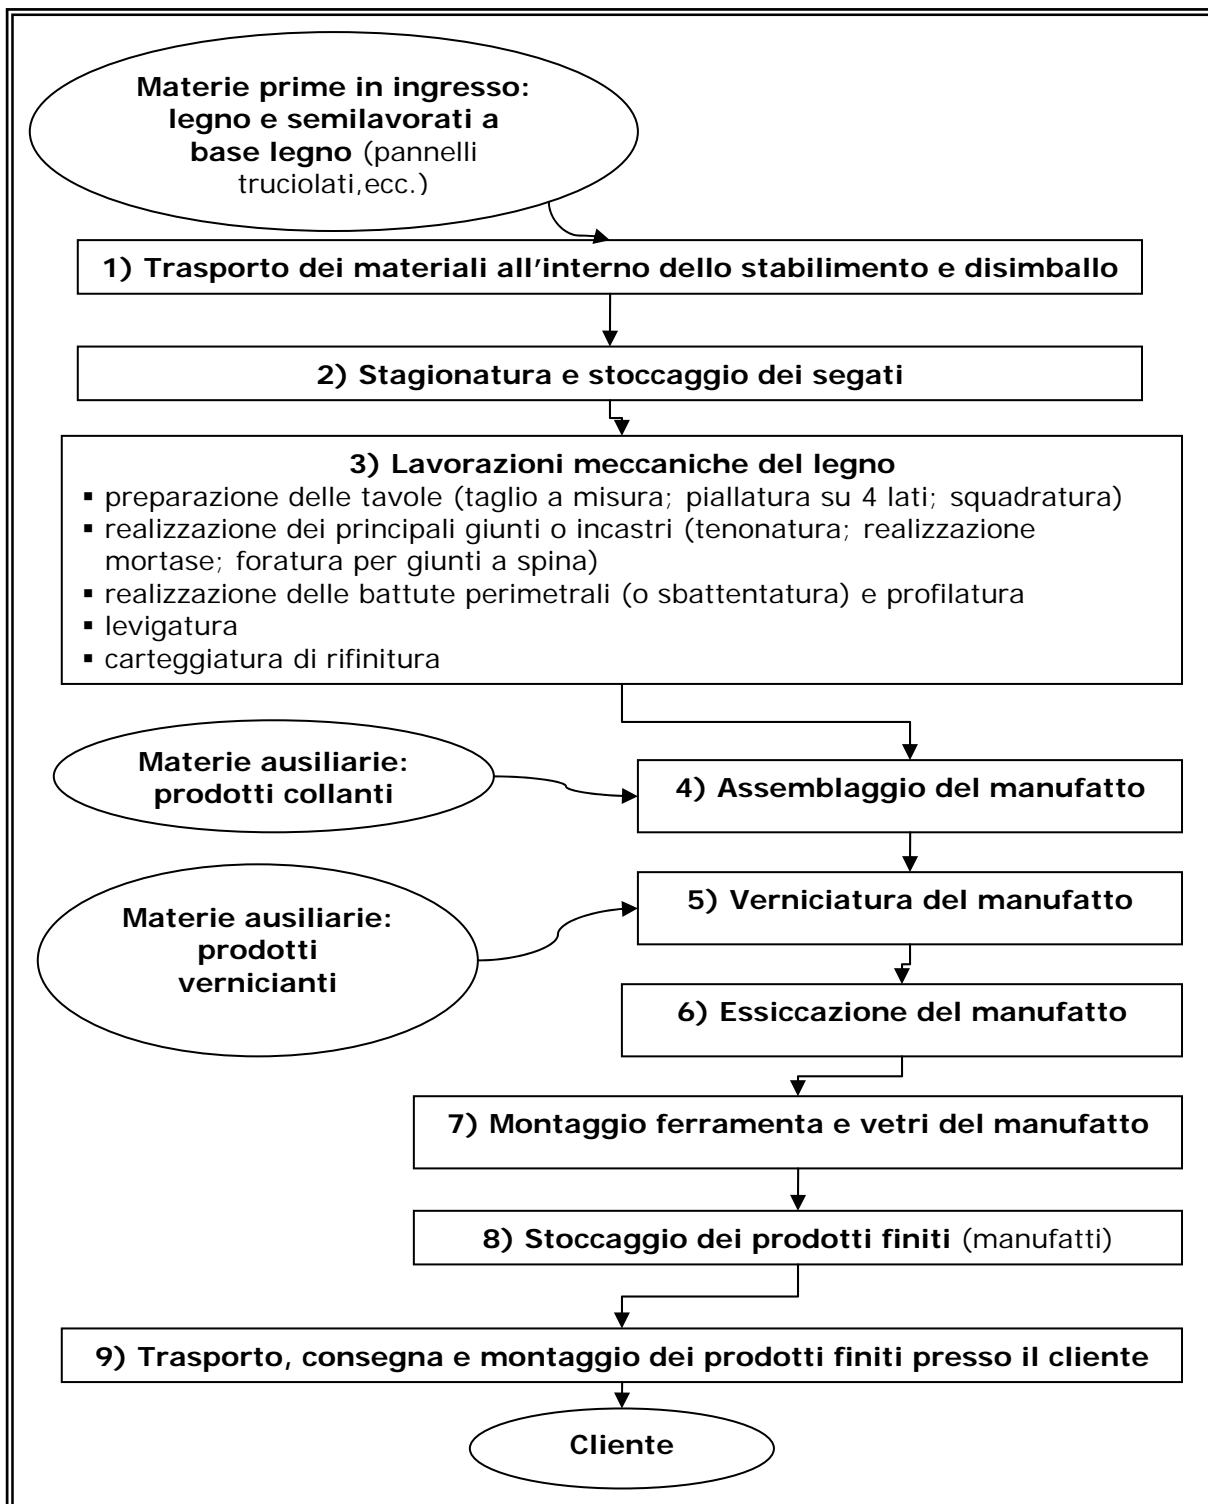 Materie prime in ingresso:
legno e semilavorati a
base legno (pannelli
truciolati,ecc.)
1) Trasporto dei materiali all'interno dello stabilimento e disimballo
2) Stagionatura e stoccaggio dei segati
3) Lavorazioni meccaniche del legno
▪ preparazione delle tavole (taglio a misura; piallatura su 4 lati; squadratura)
▪ realizzazione dei principali giunti o incastri (tenonatura; realizzazione
mortase; foratura per giunti a spina)
▪ realizzazione delle battute perimetrali (o sbattentatura) e profilatura
▪ levigatura
▪ carteggiatura di rifinitura
Materie ausiliarie:
prodotti collanti
4) Assemblaggio del manufatto
5) Verniciatura del manufatto
Materie ausiliarie:
prodotti
vernicianti
6) Essiccazione del manufatto
7) Montaggio ferramenta e vetri del manufatto
8) Stoccaggio dei prodotti finiti (manufatti)
9) Trasporto, consegna e montaggio dei prodotti finiti presso il cliente
Cliente